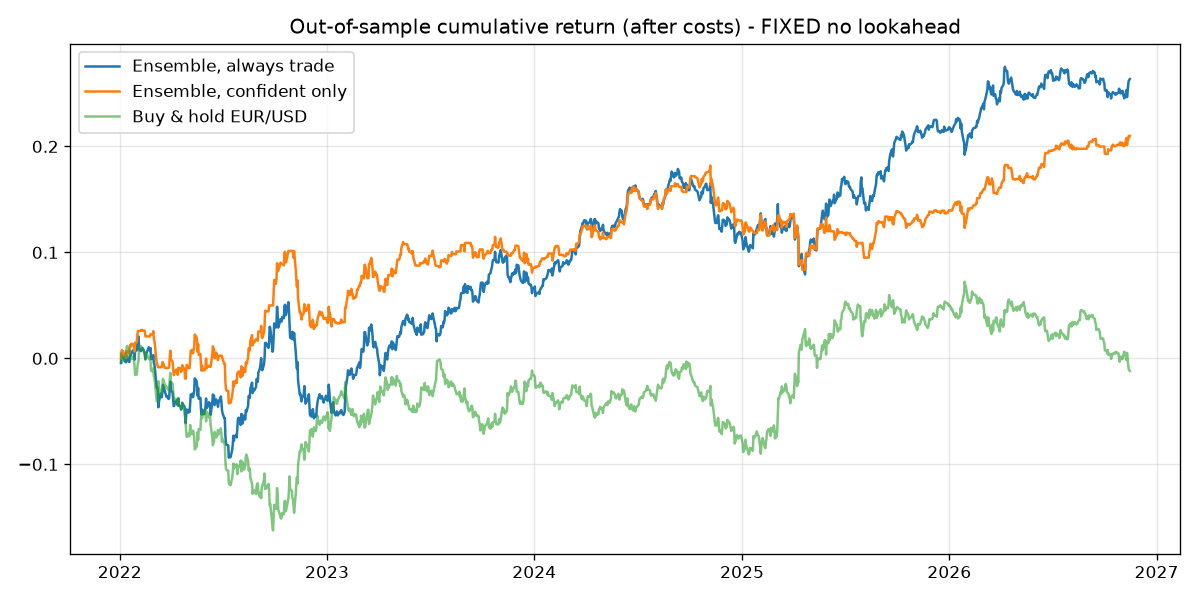 Out-of-sample cumulative return (after costs) - FIXED no lookahead
Ensemble, always trade
Ensemble, confident only
Buy & hold EUR/USD
0.2
0.1
0.0
−0.1
2022 2023 2024 2025 2026 2027